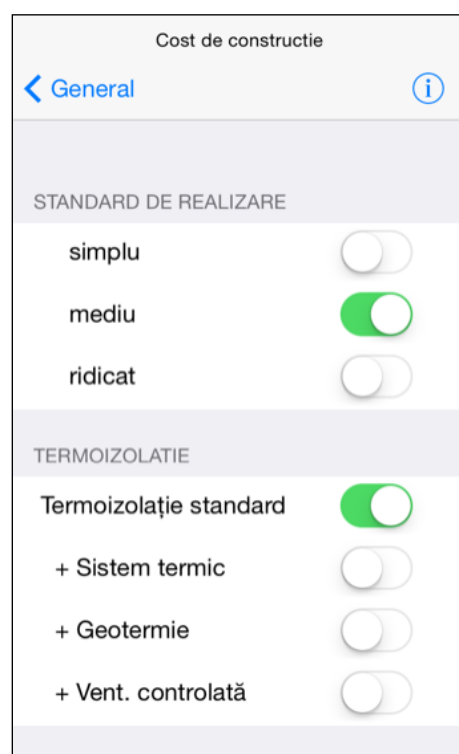 Cost de constructie
General
STANDARD DE REALIZARE
simplu
mediu
ridicat
TERMOIZOLATIE
Termoizolație standard
+ Sistem termic
+ Geotermie
+ Vent. controlată